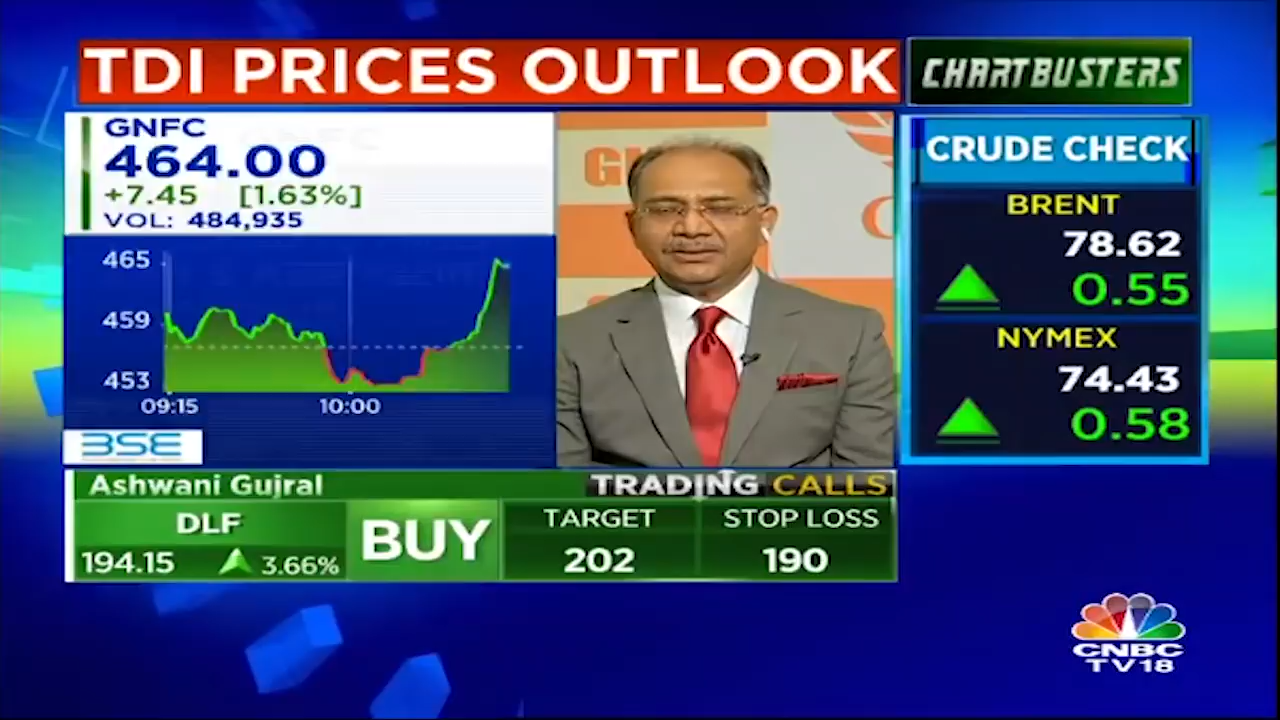 TDI PRICES OUTLOOK
CHARTBUSTERS
GNFC
464.00
+7.45 [1.63%]
VOL: 484,935
465
459
453
09:15 10:00
BSE
CRUDE CHECK
BRENT
78.62
0.55
NYMEX
74.43
0.58
Ashwani Gujral
TRADING CALLS
DLF
194.15 3.66%
BUY
TARGET
202
STOP LOSS
190
CNBC
TV18